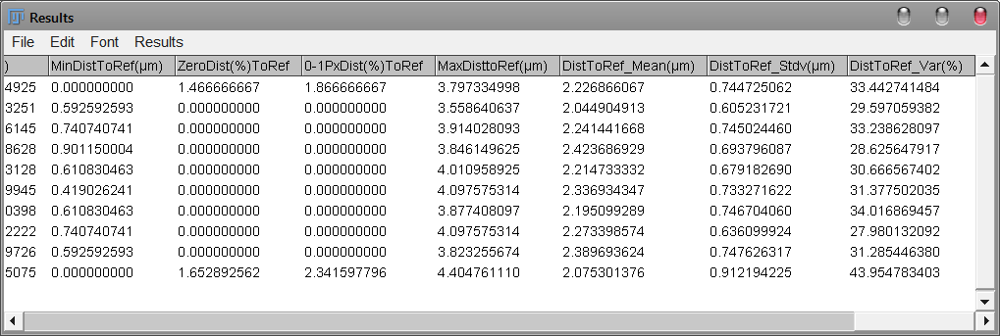 Results
File Edit Font Results
) MinDistToRef(µm) ZeroDist(%)ToRef 0-1PxDist(%)ToRef MaxDisttoRef(µm) DistToRef_Mean(µm) DistToRef_Stdv(µm) DistToRef_Var(%)
4925 0.000000000 1.466666667 1.866666667 3.797334998 2.226866067 0.744725062 33.442741484
3251 0.592592593 0.000000000 0.000000000 3.558640637 2.044904913 0.605231721 29.597059382
6145 0.740740741 0.000000000 0.000000000 3.914028093 2.241441668 0.745024460 33.238628097
8628 0.901150004 0.000000000 0.000000000 3.846149625 2.423686929 0.693796087 28.625647917
3128 0.610830463 0.000000000 0.000000000 4.010958925 2.214733332 0.679182690 30.666567402
9945 0.419026241 0.000000000 0.000000000 4.097575314 2.336934347 0.733271622 31.377502035
0398 0.610830463 0.000000000 0.000000000 3.877408097 2.195099289 0.746704060 34.016869457
2222 0.740740741 0.000000000 0.000000000 4.097575314 2.273398574 0.636099924 27.980132092
9726 0.592592593 0.000000000 0.000000000 3.823255674 2.389693624 0.747626317 31.285446380
5075 0.000000000 1.652892562 2.341597796 4.404761110 2.075301376 0.912194225 43.954783403